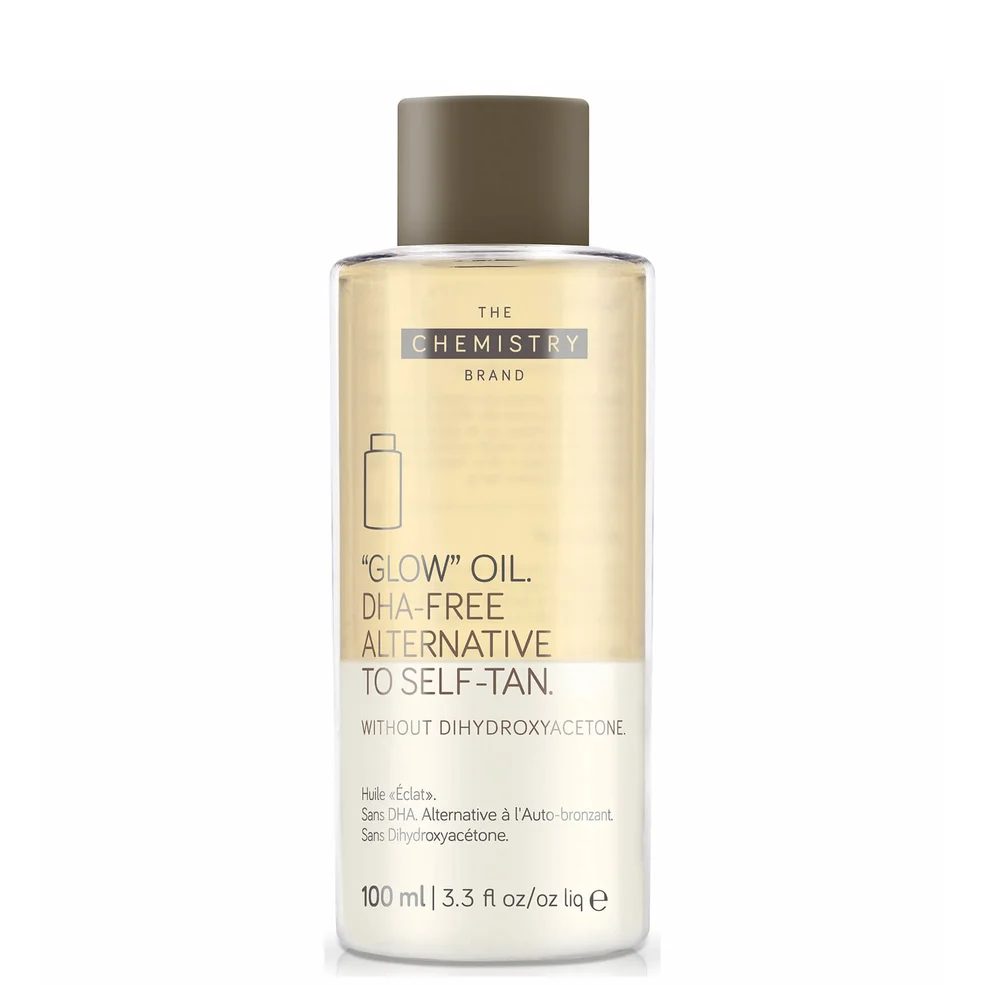 THE
CHEMISTRY
BRAND
“GLOW” OIL.
DHA-FREE
ALTERNATIVE
TO SELF-TAN.
WITHOUT DIHYDROXYACETONE.
Huile «Éclat».
Sans DHA. Alternative à l'Auto-bronzant.
Sans Dihydroxyacétone.
100 ml | 3.3 fl oz/oz liq ℮